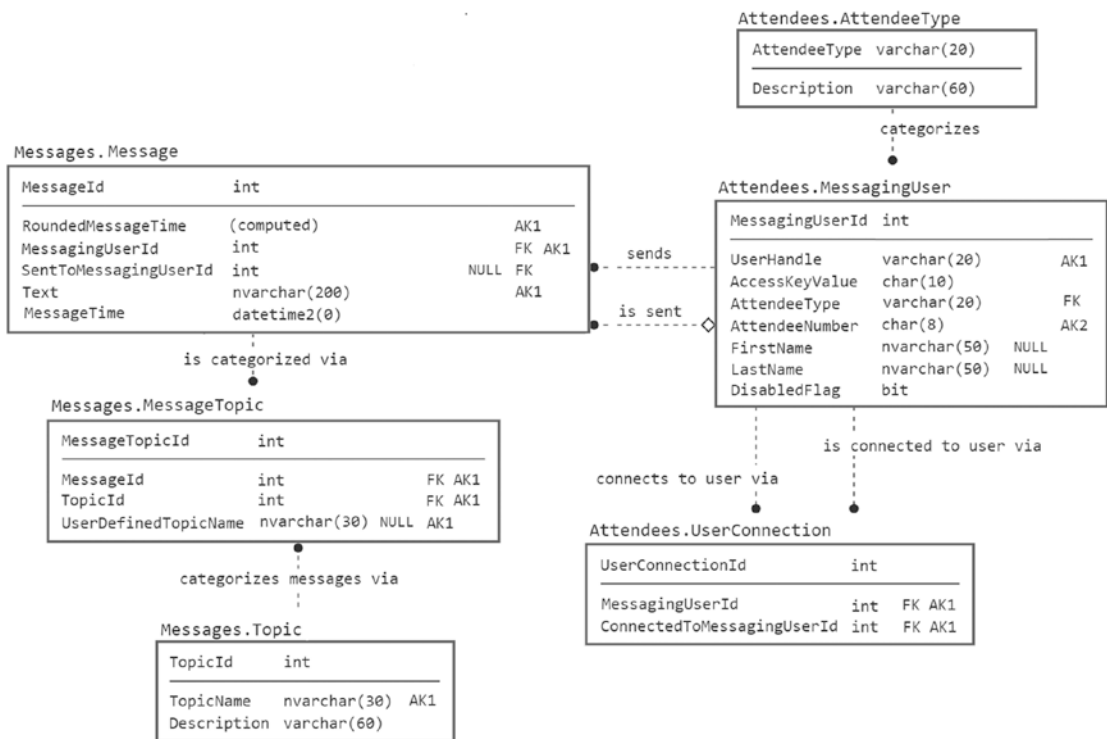 Attendees.AttendeeType
AttendeeType varchar(20)
Description varchar(60)
categorizes
Messages.Message
MessageId int
RoundedMessageTime (computed) AK1
MessagingUserId int FK AK1
SentToMessagingUserId int NULL FK
Text nvarchar(200) AK1
MessageTime datetime2(0)
sends
is sent
Attendees.MessagingUser
MessagingUserId int
UserHandle varchar(20) AK1
AccessKeyValue char(10)
AttendeeType varchar(20) FK
AttendeeNumber char(8) AK2
FirstName nvarchar(50) NULL
LastName nvarchar(50) NULL
DisabledFlag bit
is categorized via
Messages.MessageTopic
MessageTopicId int
MessageId int FK AK1
TopicId int FK AK1
UserDefinedTopicName nvarchar(30) NULL AK1
is connected to user via
connects to user via
Attendees.UserConnection
UserConnectionId int
MessagingUserId int FK AK1
ConnectedToMessagingUserId int FK AK1
categorizes messages via
Messages.Topic
TopicId int
TopicName nvarchar(30) AK1
Description varchar(60)